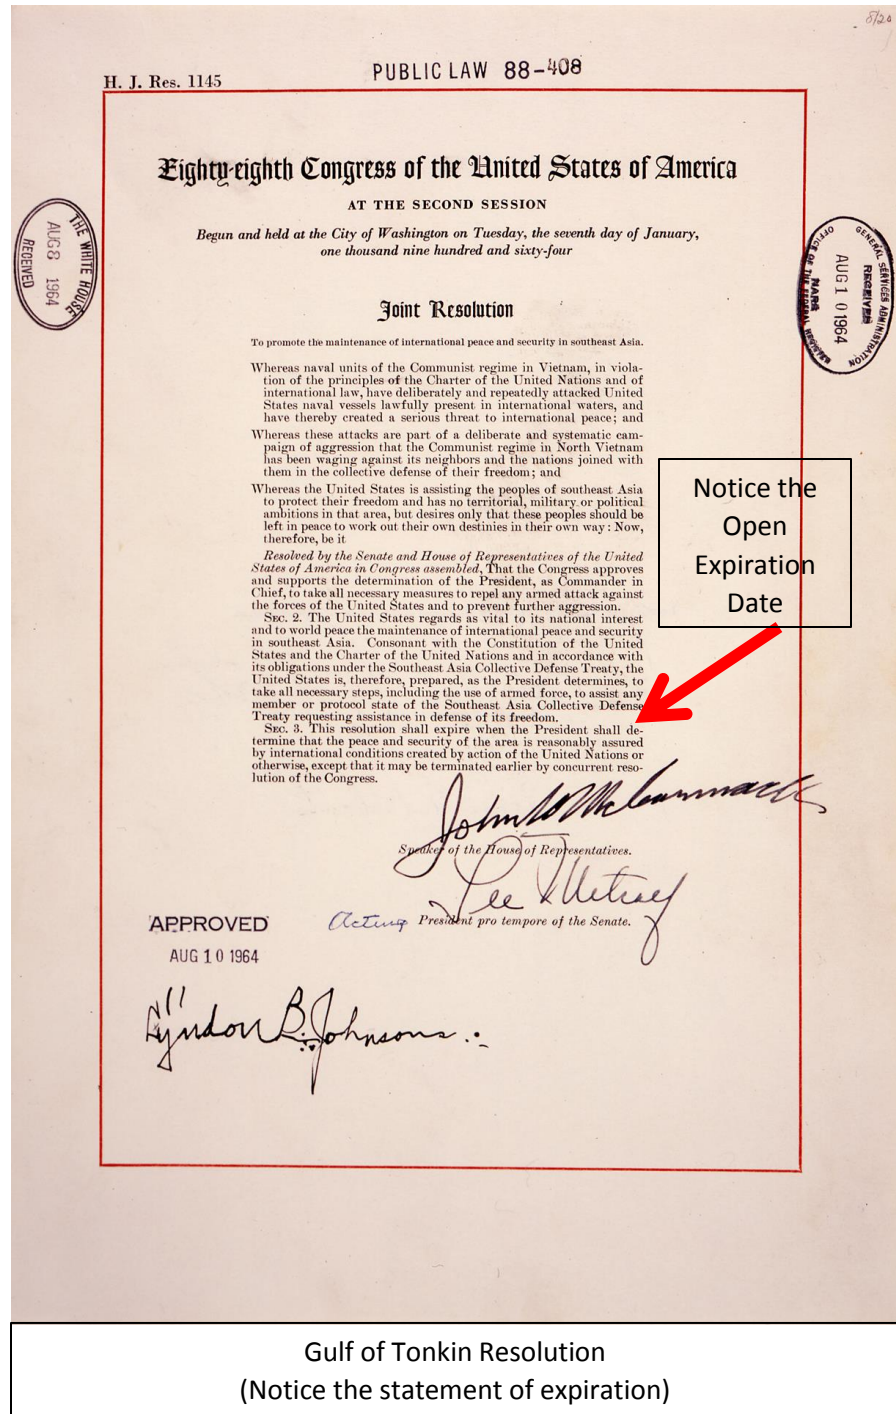 8/20
H. J. Res. 1145
PUBLIC LAW 88-408
Eighty-eighth Congress of the United States of America
AT THE SECOND SESSION
Begun and held at the City of Washington on Tuesday, the seventh day of January,
one thousand nine hundred and sixty-four
THE WHITE HOUSE
AUG 8 1964
RECEIVED
GENERAL SERVICES ADMINISTRATION
RECEIVED
AUG 10 1964
NARS
OFFICE OF THE FEDERAL REGISTER
Joint Resolution
To promote the maintenance of international peace and security in southeast Asia.
Whereas naval units of the Communist regime in Vietnam, in viola-
tion of the principles of the Charter of the United Nations and of
international law, have deliberately and repeatedly attacked United
States naval vessels lawfully present in international waters, and
have thereby created a serious threat to international peace; and
Whereas these attacks are part of a deliberate and systematic cam-
paign of aggression that the Communist regime in North Vietnam
has been waging against its neighbors and the nations joined with
them in the collective defense of their freedom; and
Whereas the United States is assisting the peoples of southeast Asia
to protect their freedom and has no territorial, military or political
ambitions in that area, but desires only that these peoples should be
left in peace to work out their own destinies in their own way: Now,
therefore, be it
Resolved by the Senate and House of Representatives of the United
States of America in Congress assembled, That the Congress approves
and supports the determination of the President, as Commander in
Chief, to take all necessary measures to repel any armed attack against
the forces of the United States and to prevent further aggression.
SEC. 2. The United States regards as vital to its national interest
and to world peace the maintenance of international peace and security
in southeast Asia. Consonant with the Constitution of the United
States and the Charter of the United Nations and in accordance with
its obligations under the Southeast Asia Collective Defense Treaty, the
United States is, therefore, prepared, as the President determines, to
take all necessary steps, including the use of armed force, to assist any
member or protocol state of the Southeast Asia Collective Defense
Treaty requesting assistance in defense of its freedom.
SEC. 3. This resolution shall expire when the President shall de-
termine that the peace and security of the area is reasonably assured
by international conditions created by action of the United Nations or
otherwise, except that it may be terminated earlier by concurrent reso-
lution of the Congress.
Notice the
Open
Expiration
Date
John W McCormack
Speaker of the House of Representatives.
Lee Metcalf
Acting President pro tempore of the Senate.
APPROVED
AUG 10 1964
Lyndon B. Johnson
Gulf of Tonkin Resolution
(Notice the statement of expiration)